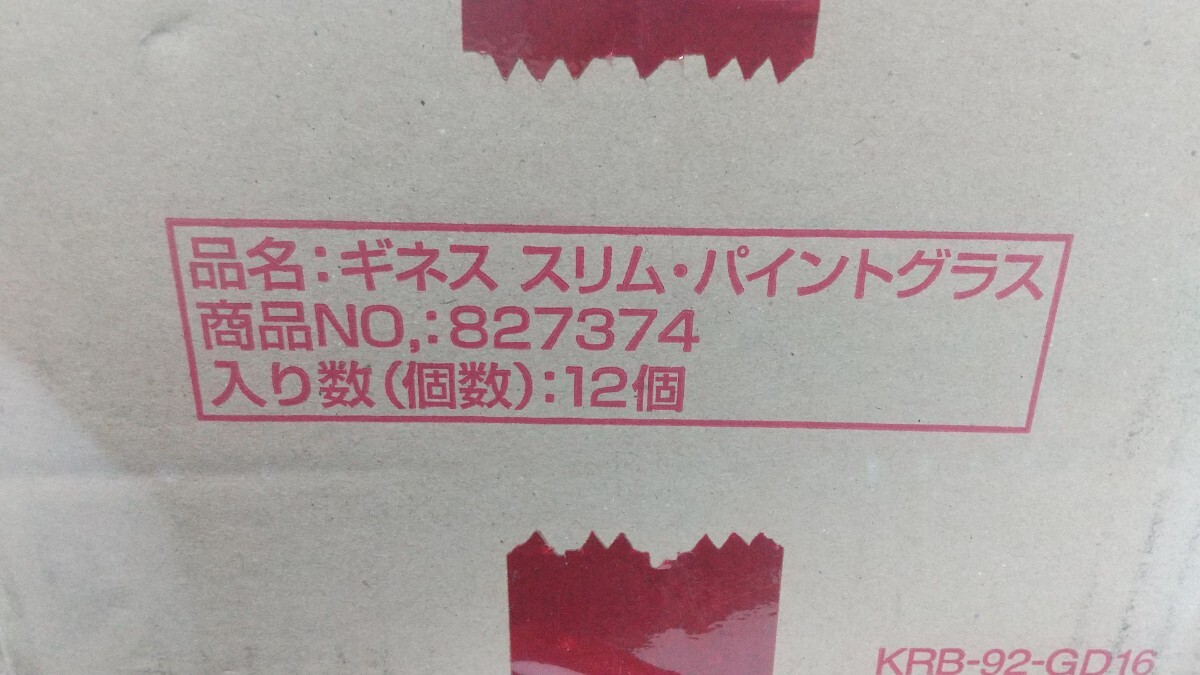 品名:ギネス スリム・パイントグラス
商品NO,:827374
入り数(個数):12個
KRB-92-GD16